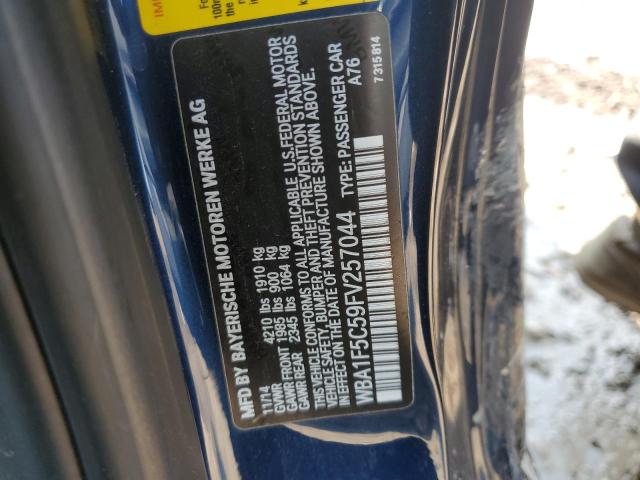 MFD BY BAYERISCHE MOTOREN WERKE AG
11/14
GVWR 4210 lbs 1910 kg
GAWR FRONT 1985 lbs 900 kg
GAWR REAR 2345 lbs 1064 kg
THIS VEHICLE CONFORMS TO ALL APPLICABLE U.S. FEDERAL MOTOR
VEHICLE SAFETY, BUMPER AND THEFT PREVENTION STANDARDS
IN EFFECT ON THE DATE OF MANUFACTURE SHOWN ABOVE.
WBA1F5C59FV257044 TYPE: PASSENGER CAR
A76
7 315 814